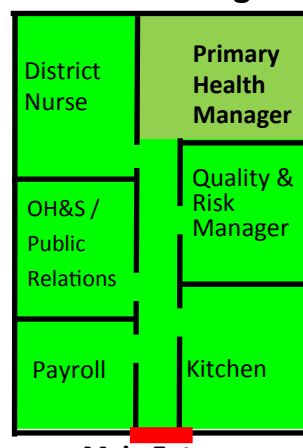 District
Nurse
Primary
Health
Manager
OH&S /
Public
Relations
Quality &
Risk
Manager
Payroll
Kitchen